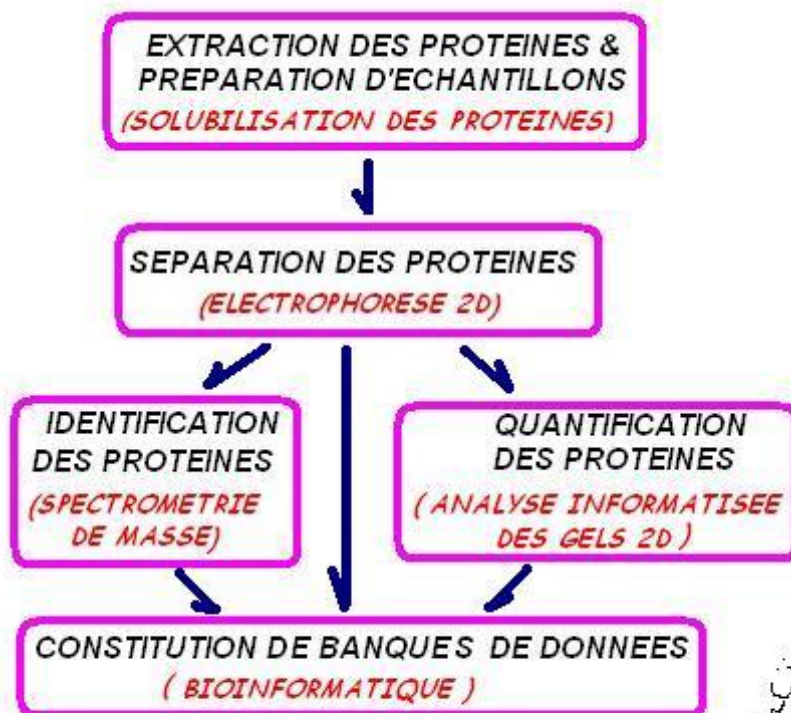 EXTRACTION DES PROTEINES &
PREPARATION D'ECHANTILLONS
(SOLUBILISATION DES PROTEINES)
SEPARATION DES PROTEINES
(ELECTROPHORESE 2D)
IDENTIFICATION
DES PROTEINES
(SPECTROMETRIE
DE MASSE)
QUANTIFICATION
DES PROTEINES
( ANALYSE INFORMATISEE
DES GELS 2D )
CONSTITUTION DE BANQUES DE DONNEES
( BIOINFORMATIQUE )